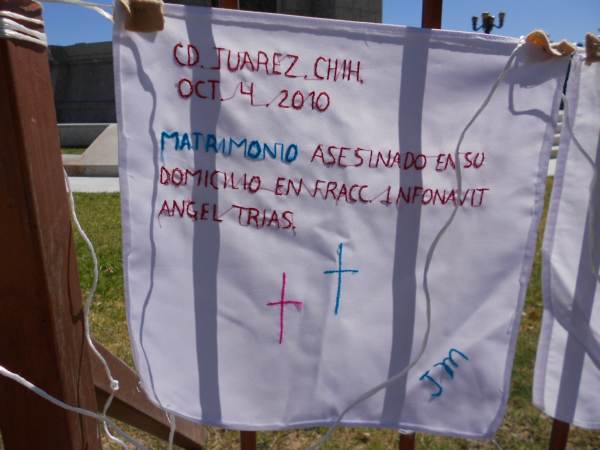 CD. JUAREZ. CHIH.
OCT. 4. 2010
MATRIMONIO ASESINADO EN SU
DOMICILIO EN FRACC. INFONAVIT
ANGEL TRIAS.
JM